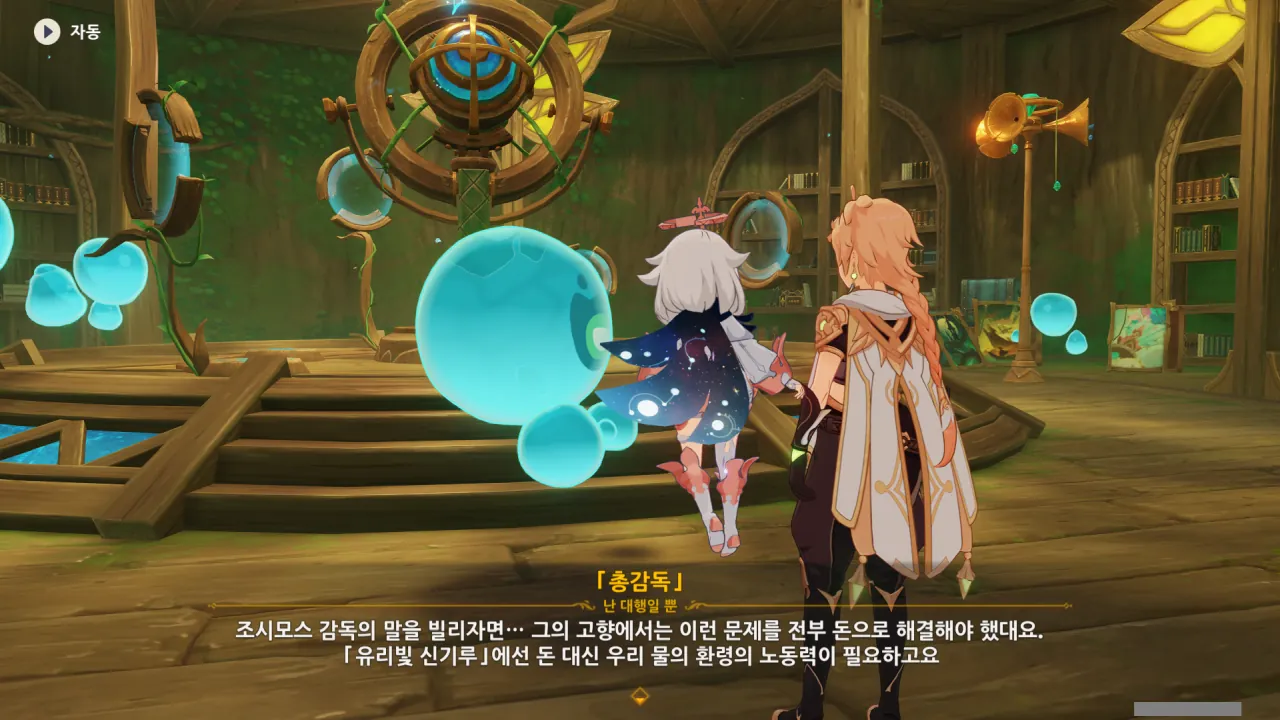 자동
「총감독」
난 대행일 뿐
조시모스 감독의 말을 빌리자면… 그의 고향에서는 이런 문제를 전부 돈으로 해결해야 했대요.
「유리빛 신기루」에선 돈 대신 우리 물의 환령의 노동력이 필요하고요